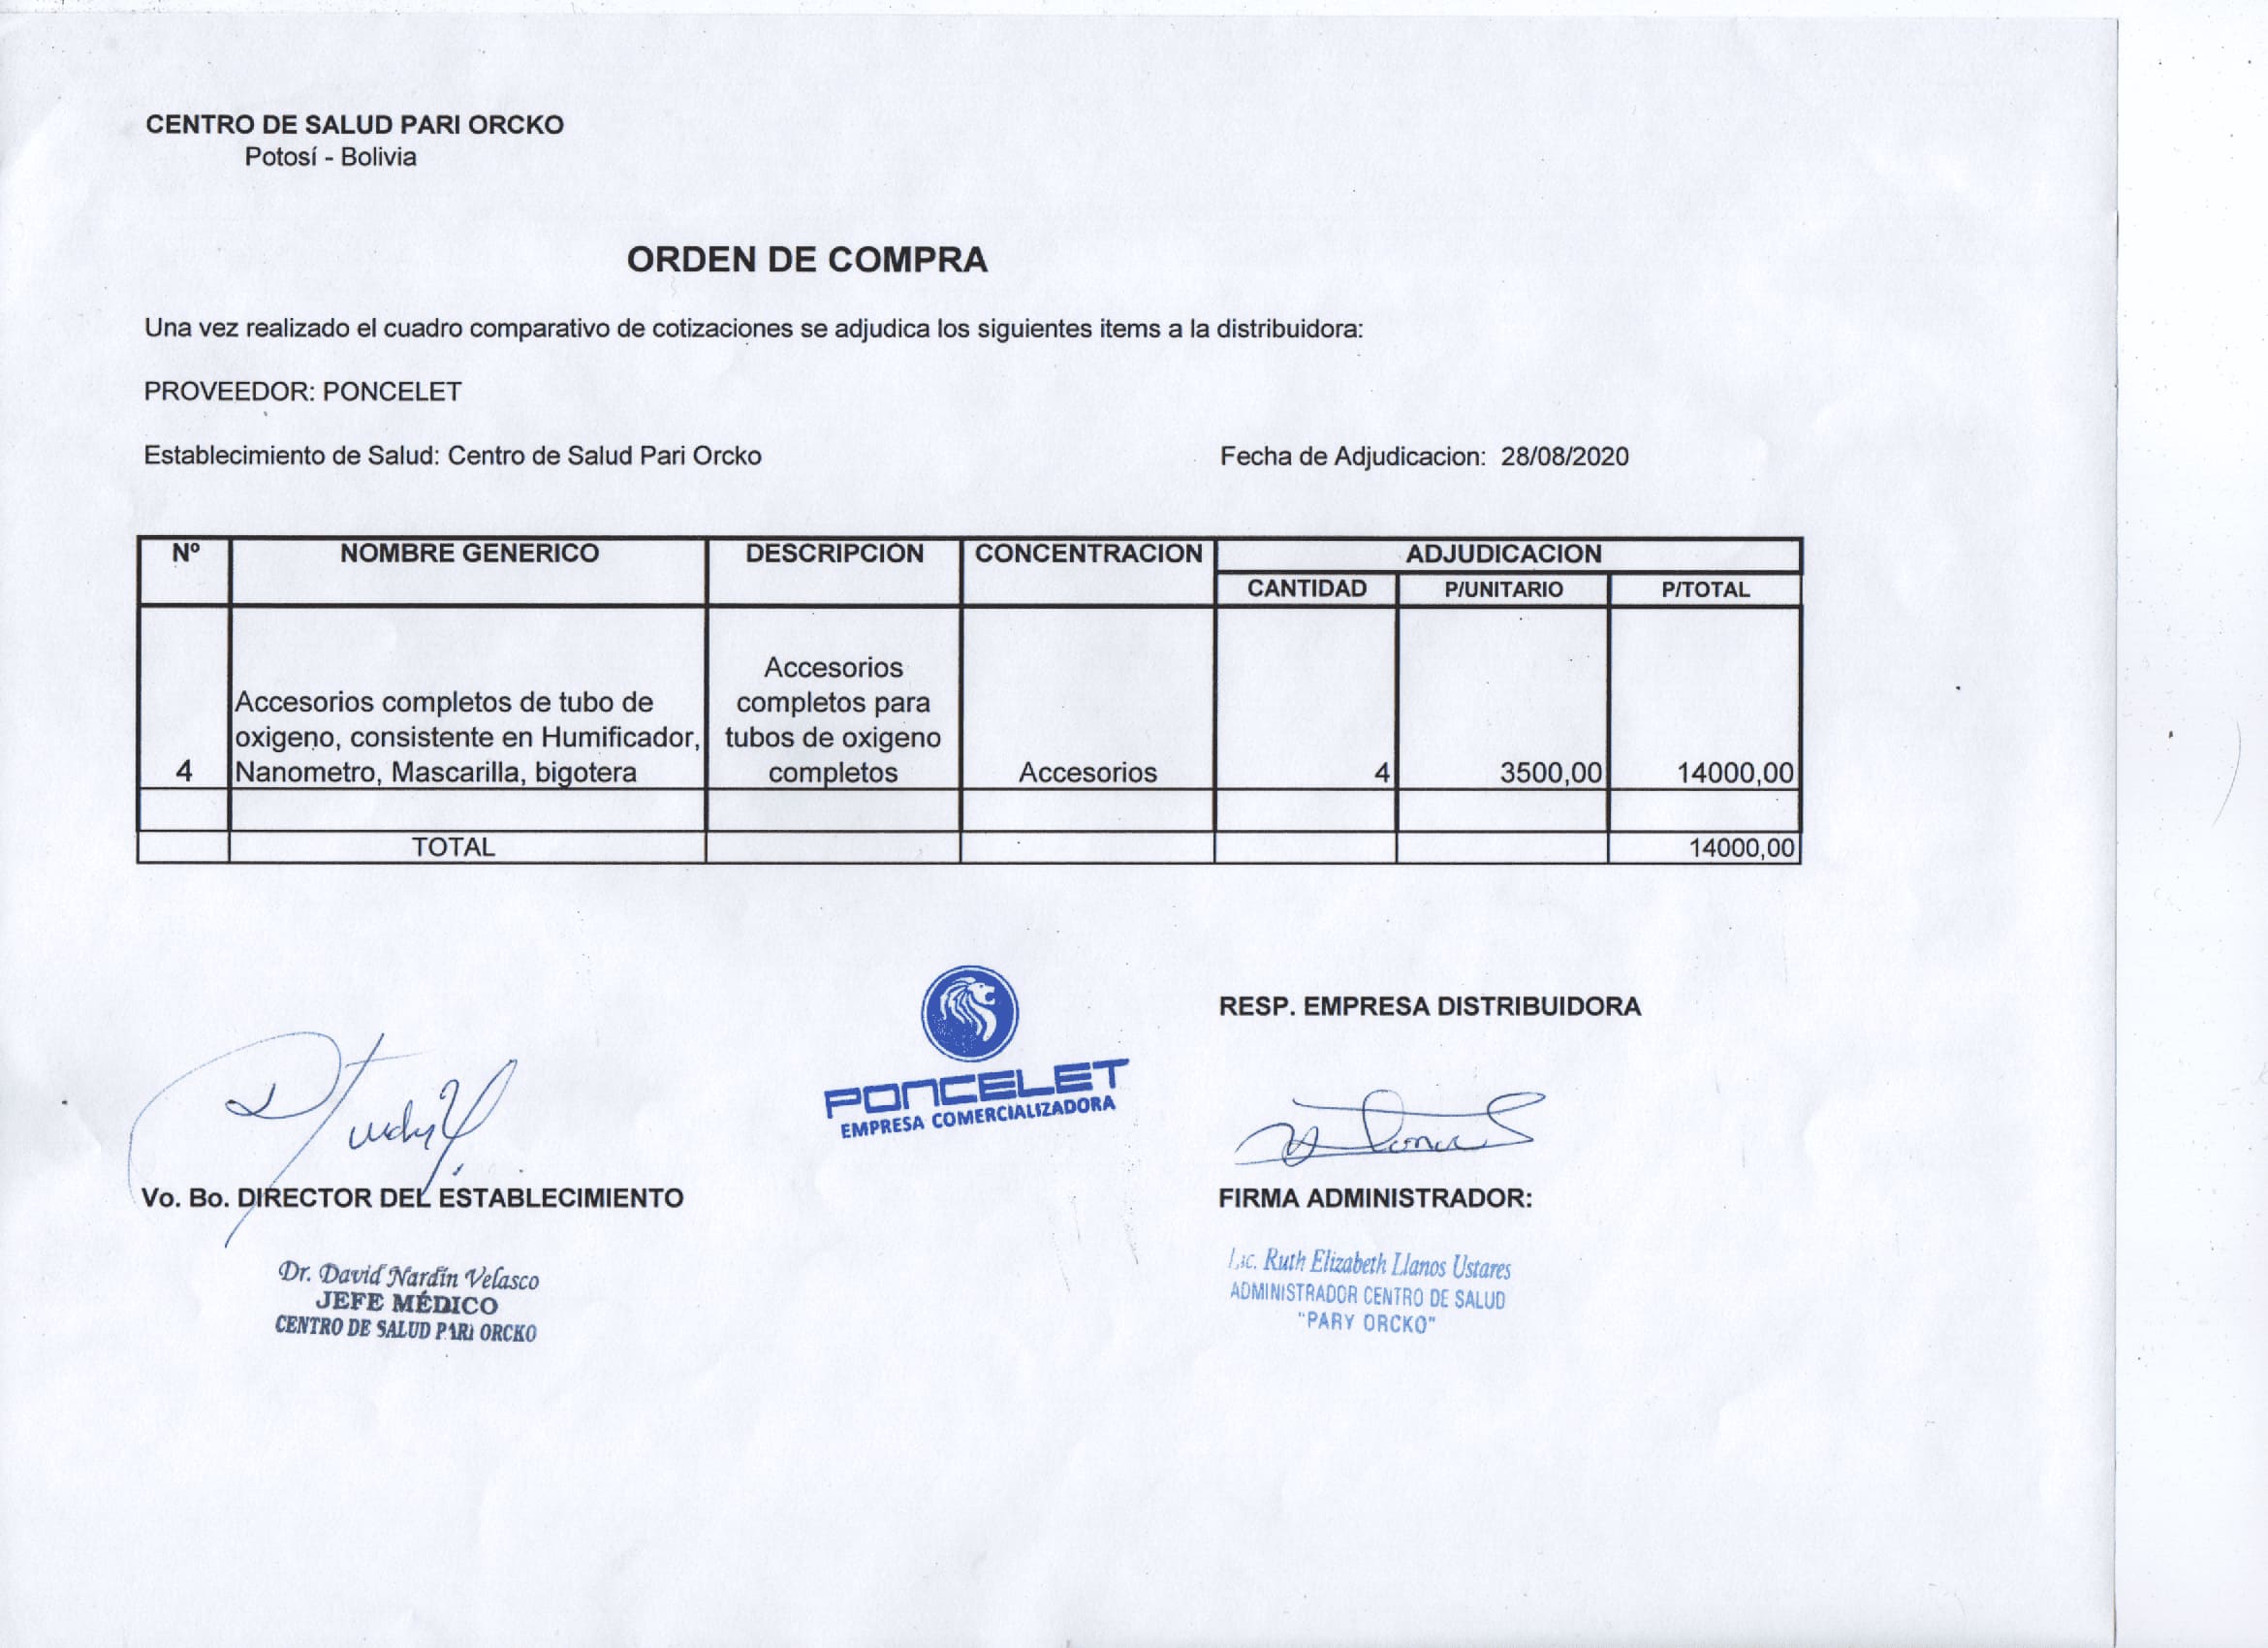 CENTRO DE SALUD PARI ORCKO
Potosí - Bolivia
ORDEN DE COMPRA
Una vez realizado el cuadro comparativo de cotizaciones se adjudica los siguientes items a la distribuidora:
PROVEEDOR: PONCELET
Establecimiento de Salud: Centro de Salud Pari Orcko Fecha de Adjudicacion: 28/08/2020
Nº NOMBRE GENERICO DESCRIPCIÓN CONCENTRACION ADJUDICACION
CANTIDAD P/UNITARIO P/TOTAL
4 Accesorios completos de tubo de
oxigeno, consistente en Humificador,
Nanometro, Mascarilla, bigotera
Accesorios
completos para
tubos de oxigeno
completos
Accesorios 4 3500,00 14000,00
TOTAL 14000,00
RESP. EMPRESA DISTRIBUIDORA
PONCELET
EMPRESA COMERCIALIZADORA
Vo. Bo. DIRECTOR DEL ESTABLECIMIENTO FIRMA ADMINISTRADOR:
Dr. David Nardín Velasco
JEFE MÉDICO
CENTRO DE SALUD PARI ORCKO
Lic. Ruth Elizabeth Llanos Ustares
ADMINISTRADOR CENTRO DE SALUD
"PARY ORCKO"